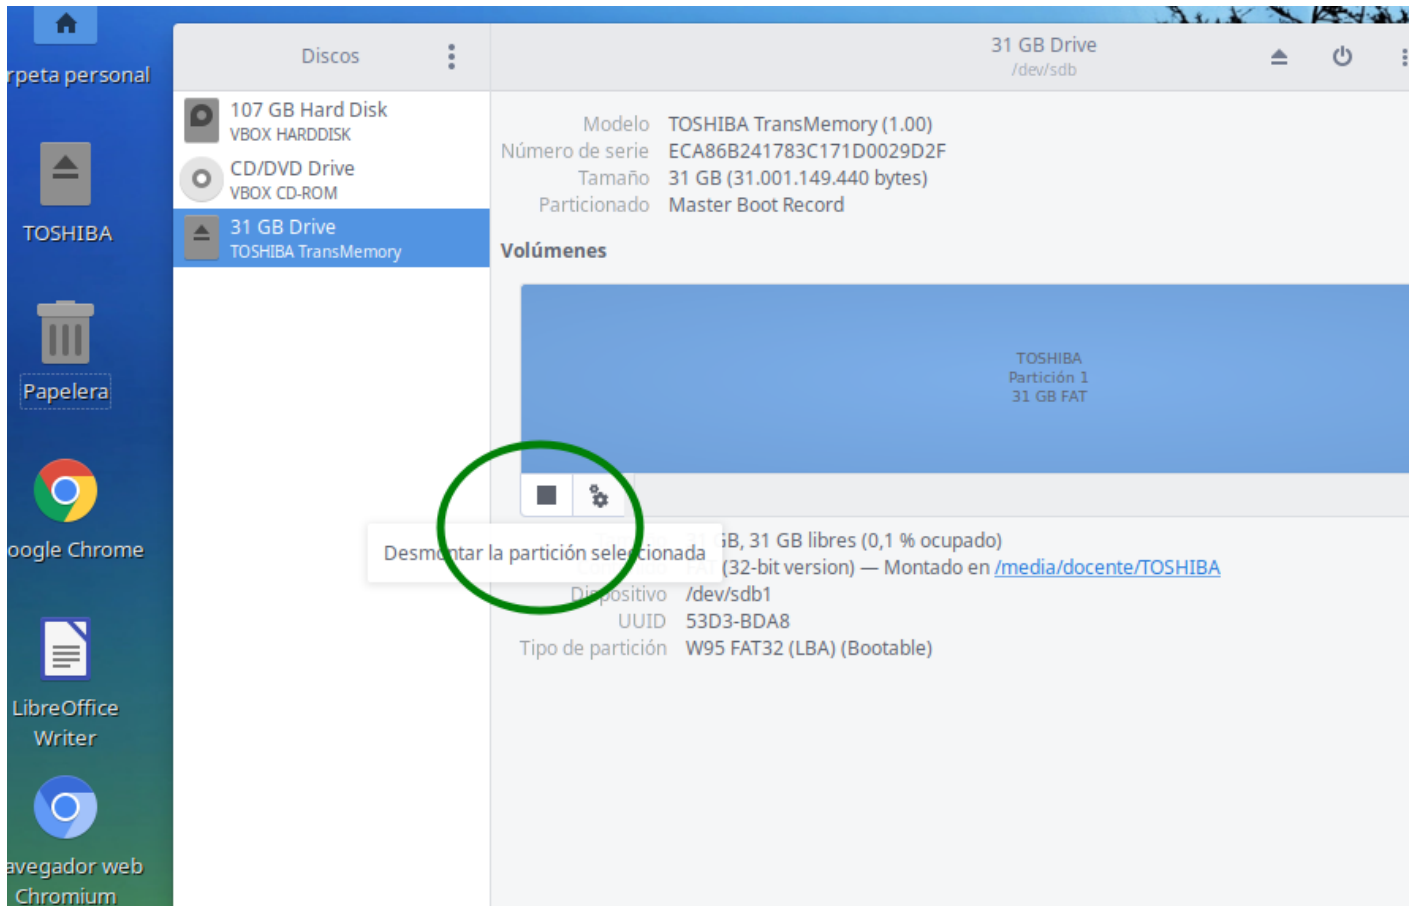 rpeta personal
TOSHIBA
Papelera
oogle Chrome
LibreOffice
Writer
avegador web
Chromium
Discos
107 GB Hard Disk
VBOX HARDDISK
CD/DVD Drive
VBOX CD-ROM
31 GB Drive
TOSHIBA TransMemory
31 GB Drive
/dev/sdb
Modelo TOSHIBA TransMemory (1.00)
Número de serie ECA86B241783C171D0029D2F
Tamaño 31 GB (31.001.149.440 bytes)
Particionado Master Boot Record
Volúmenes
TOSHIBA
Partición 1
31 GB FAT
Desmontar la partición seleccionada
GB, 31 GB libres (0,1 % ocupado)
(32-bit version) — Montado en /media/docente/TOSHIBA
Dispositivo /dev/sdb1
UUID 53D3-BDA8
Tipo de partición W95 FAT32 (LBA) (Bootable)